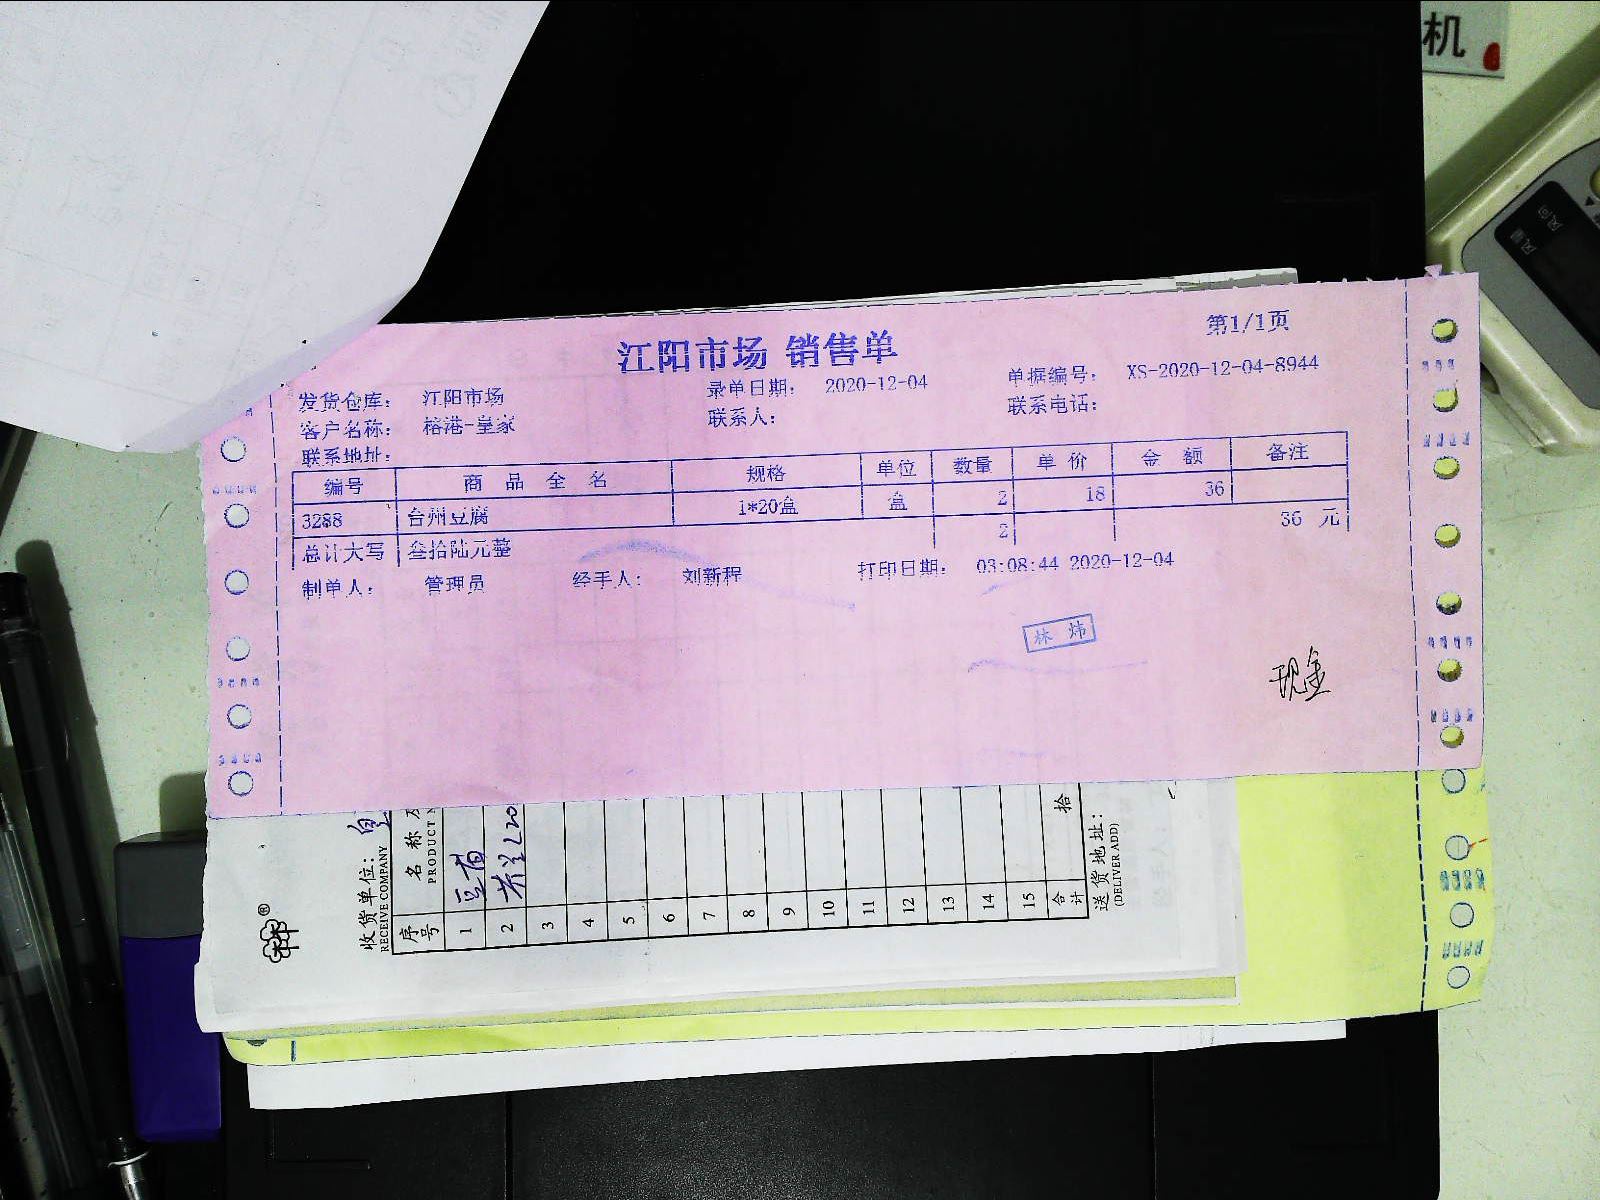 机
风向
风量
第1/1页
江阳市场 销售单
发货仓库： 江阳市场 录单日期： 2020-12-04 单据编号： XS-2020-12-04-8944
客户名称： 榕港-皇家 联系人： 联系电话：
联系地址：
编号 商 品 全 名 规格 单位 数量 单 价 金 额 备注
3288 台州豆腐 1*20盒 盒 2 18 36
总计大写 叁拾陆元整 2 36 元
制单人： 管理员 经手人： 刘新程 打印日期： 03:08:44 2020-12-04
林 炜
现金
收货单位：
RECEIVE COMPANY
序号 名 称
PRODUCT
1
2
3
4
5
6
7
8
9
10
11
12
13
14
15
合计 拾
送货地址：
(DELIVER ADD)